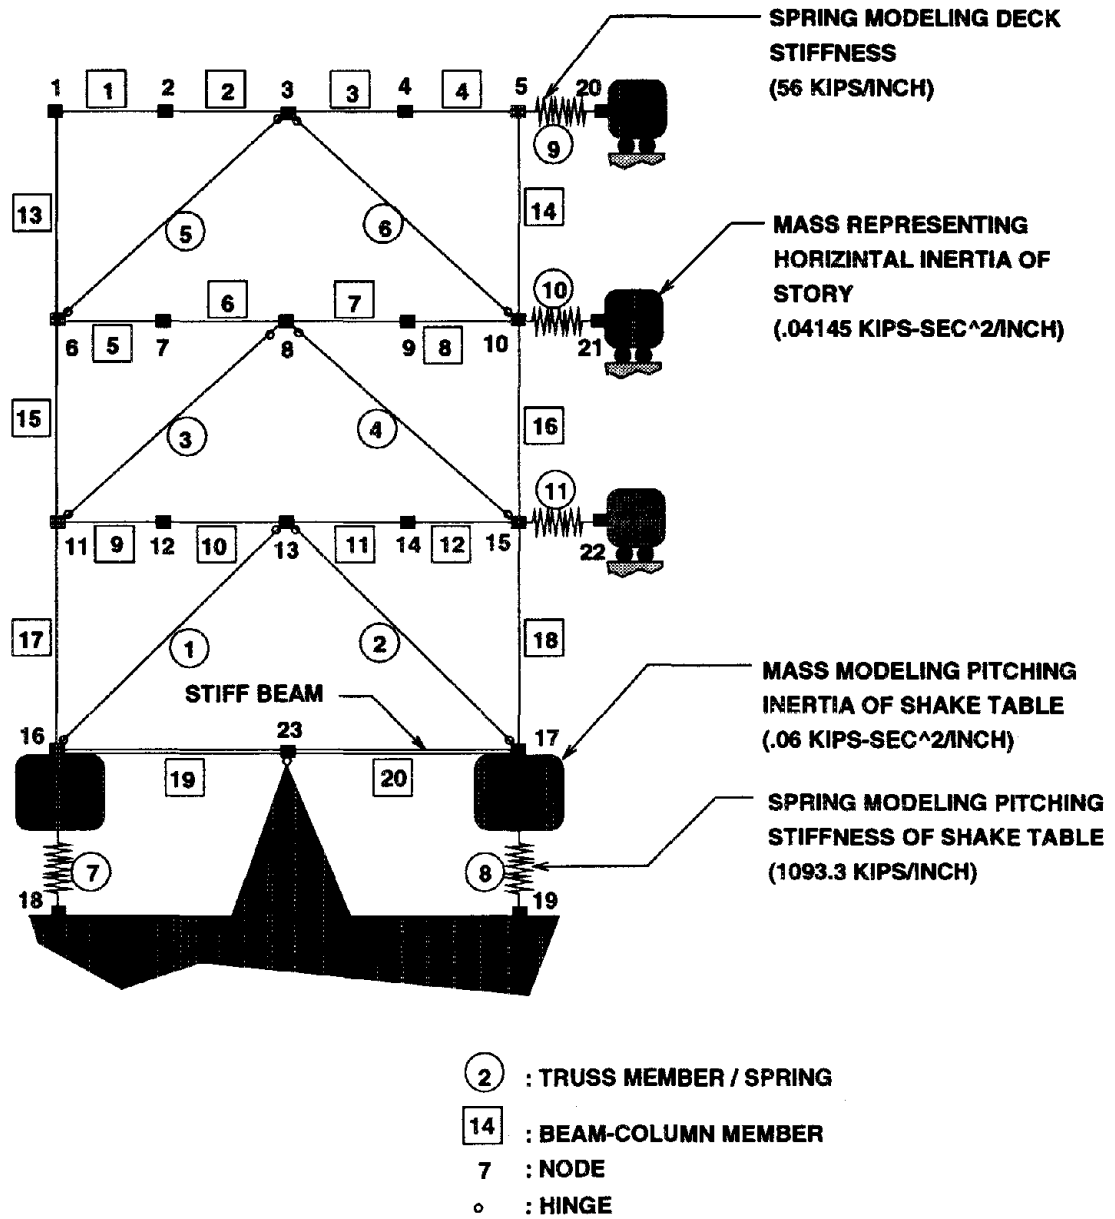 SPRING MODELING DECK
STIFFNESS
(56 KIPS/INCH)
1 1 2 2 3 3 4 4 5 20
9
13 14
5 6
MASS REPRESENTING
HORIZINTAL INERTIA OF
STORY
(.04145 KIPS-SEC^2/INCH)
10
6 7
6 5 7 8 9 8 10 21
15 16
3 4
11
11 9 12 10 13 11 14 12 15 22
17 18
1 2
STIFF BEAM
MASS MODELING PITCHING
INERTIA OF SHAKE TABLE
(.06 KIPS-SEC^2/INCH)
16 23 17
19 20
SPRING MODELING PITCHING
STIFFNESS OF SHAKE TABLE
(1093.3 KIPS/INCH)
7 8
18 19
2 : TRUSS MEMBER / SPRING
14 : BEAM-COLUMN MEMBER
7 : NODE
: HINGE